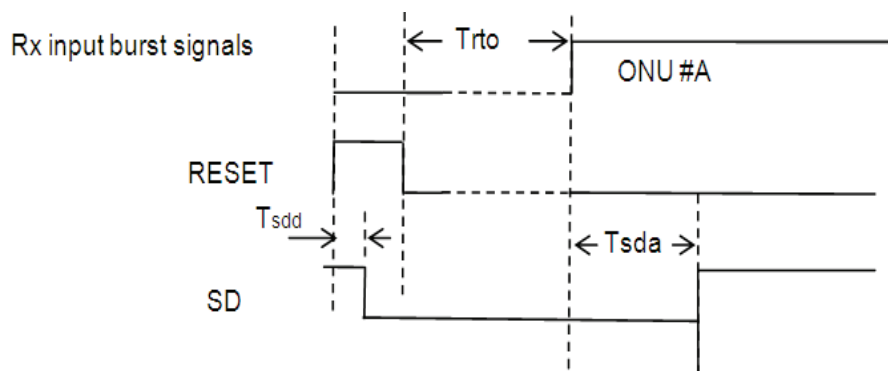 Rx input burst signals
Trto
ONU #A
RESET
Tsdd
Tsda
SD